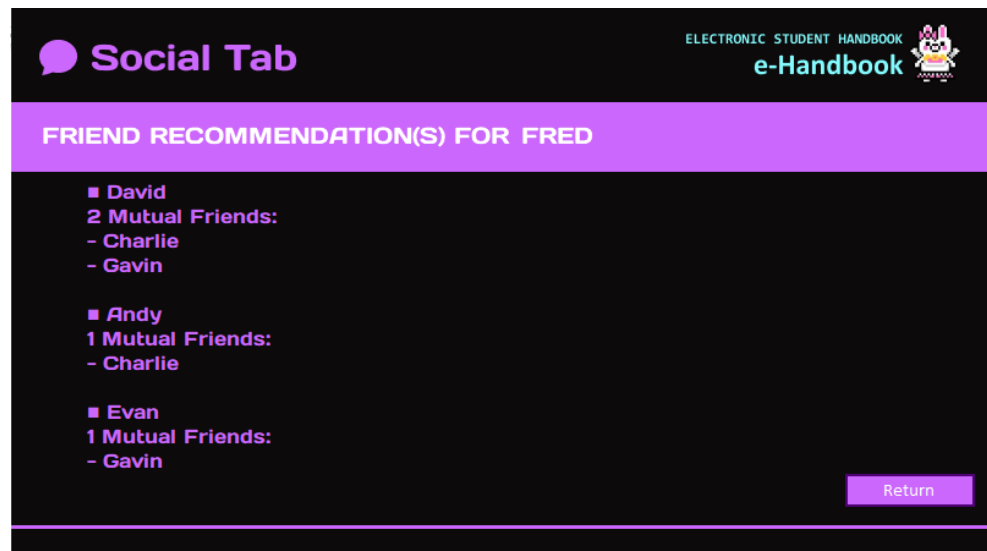 Social Tab
ELECTRONIC STUDENT HANDBOOK
e-Handbook
FRIEND RECOMMENDATION(S) FOR FRED
■ David
2 Mutual Friends:
- Charlie
- Gavin
■ Andy
1 Mutual Friends:
- Charlie
■ Evan
1 Mutual Friends:
- Gavin
Return